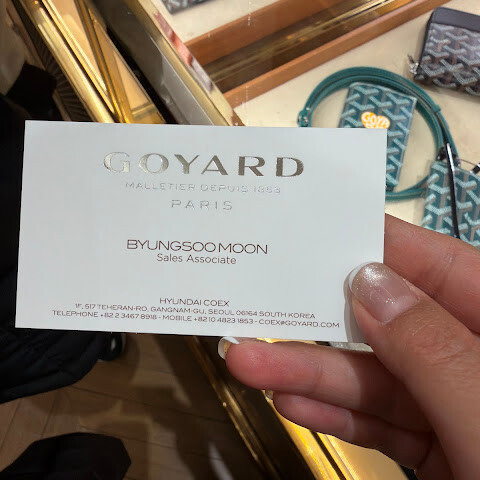 GOYARD
MALLETIER DEPUIS 1853
PARIS
BYUNGSOO MOON
Sales Associate
HYUNDAI COEX
1F, 517 TEHERAN-RO, GANGNAM-GU, SEOUL 06164 SOUTH KOREA
TELEPHONE +82 2 3467 8918 - MOBILE +82 10 4823 1853 - COEX@GOYARD.COM